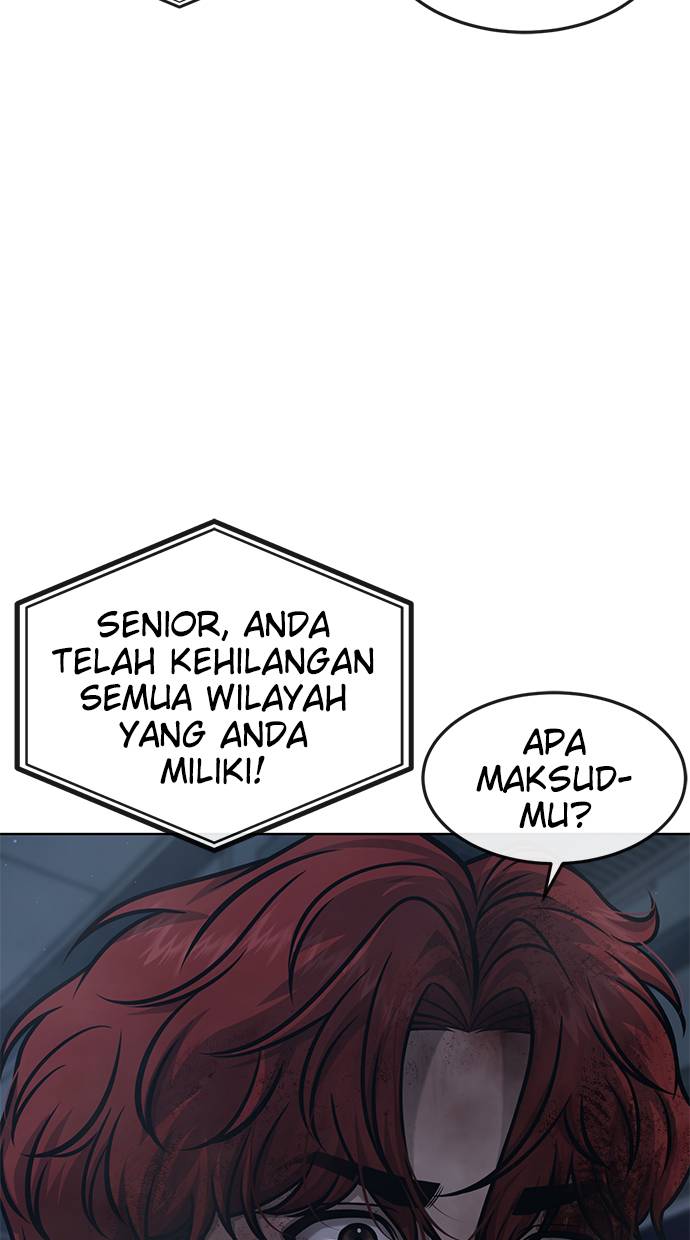 SENIOR, ANDA
TELAH KEHILANGAN
SEMUA WILAYAH
YANG ANDA
MILIKI!
APA
MAKSUD-
MU?